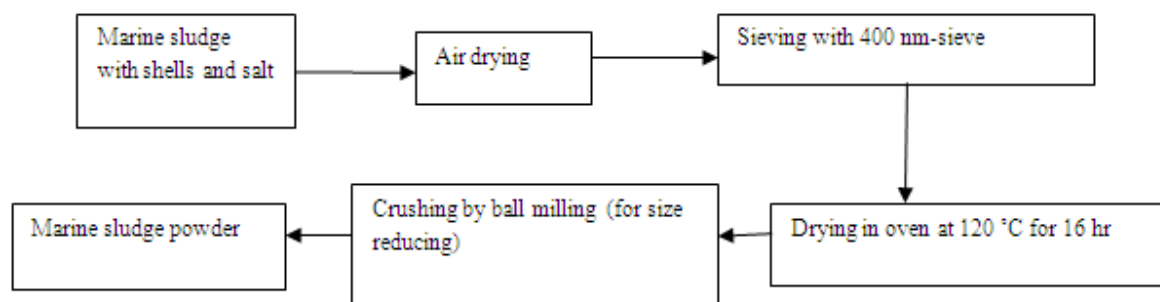 Marine sludge
with shells and salt
Air drying
Sieving with 400 nm-sieve
Drying in oven at 120 °C for 16 hr
Crushing by ball milling (for size
reducing)
Marine sludge powder